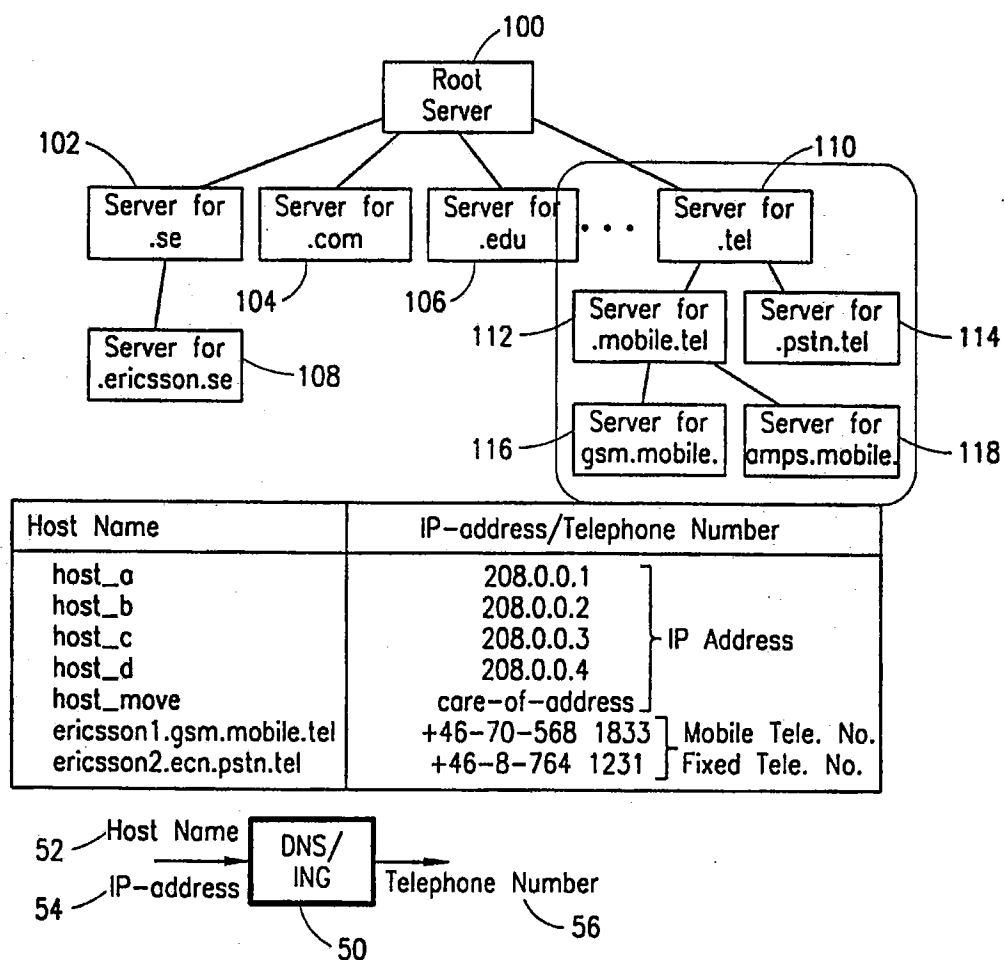 100
Root
Server
102
110
Server for
.se
Server for
.com
Server for
.edu
. . .
Server for
.tel
104
106
112
Server for
.mobile.tel
Server for
.pstn.tel
114
Server for
.ericsson.se
108
116
Server for
gsm.mobile.
Server for
amps.mobile.
118
Host Name
IP-address/Telephone Number
host_a 208.0.0.1
host_b 208.0.0.2
host_c 208.0.0.3
IP Address
host_d 208.0.0.4
host_move care-of-address
ericsson1.gsm.mobile.tel +46-70-568 1833 Mobile Tele. No.
ericsson2.ecn.pstn.tel +46-8-764 1231 Fixed Tele. No.
52
Host Name
DNS/
ING
54
IP-address
Telephone Number
56
50